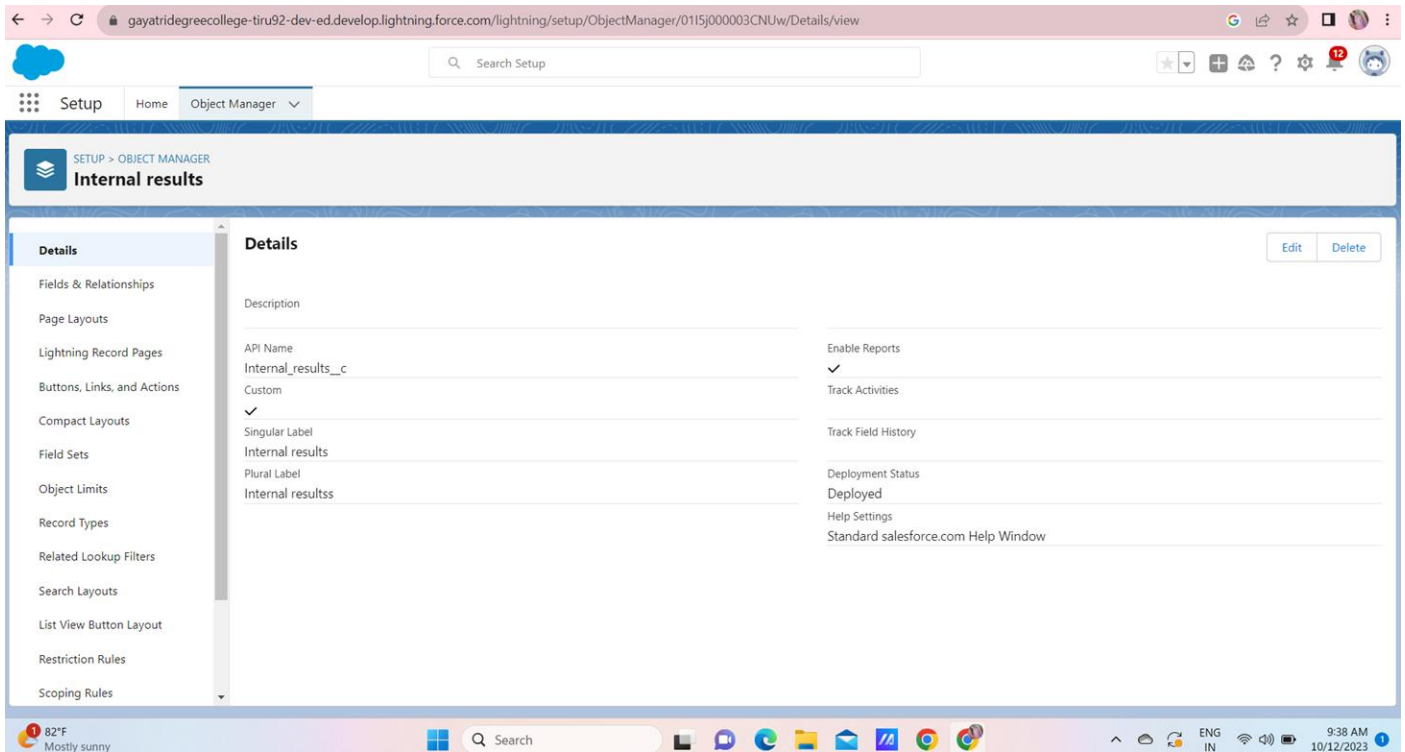 gayatridegreecollege-tiru92-dev-ed.develop.lightning.force.com/lightning/setup/ObjectManager/01I5j000003CNUw/Details/view
Search Setup
12
Setup Home Object Manager
SETUP > OBJECT MANAGER
Internal results
Details
Fields & Relationships
Page Layouts
Lightning Record Pages
Buttons, Links, and Actions
Compact Layouts
Field Sets
Object Limits
Record Types
Related Lookup Filters
Search Layouts
List View Button Layout
Restriction Rules
Scoping Rules
Details
Edit Delete
Description
API Name
Internal_results__c
Custom
Singular Label
Internal results
Plural Label
Internal resultss
Enable Reports
Track Activities
Track Field History
Deployment Status
Deployed
Help Settings
Standard salesforce.com Help Window
1
82°F
Mostly sunny
Search
ENG
IN
9:38 AM
10/12/2023
1